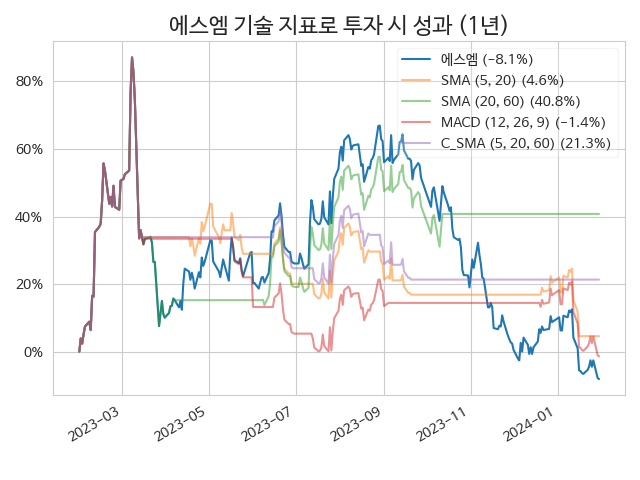 에스엠 기술 지표로 투자 시 성과 (1년)
에스엠 (-8.1%)
SMA (5, 20) (4.6%)
SMA (20, 60) (40.8%)
MACD (12, 26, 9) (-1.4%)
C_SMA (5, 20, 60) (21.3%)
80%
60%
40%
20%
0%
2023-03
2023-05
2023-07
2023-09
2023-11
2024-01